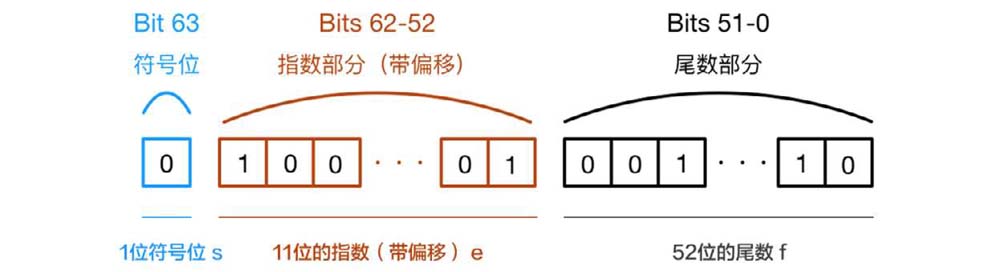 Bit 63 Bits 62-52 Bits 51-0
符号位 指数部分（带偏移） 尾数部分
0 1 0 0 ··· 0 1 0 0 1 ··· 1 0
1位符号位 s 11位的指数（带偏移）e 52位的尾数 f